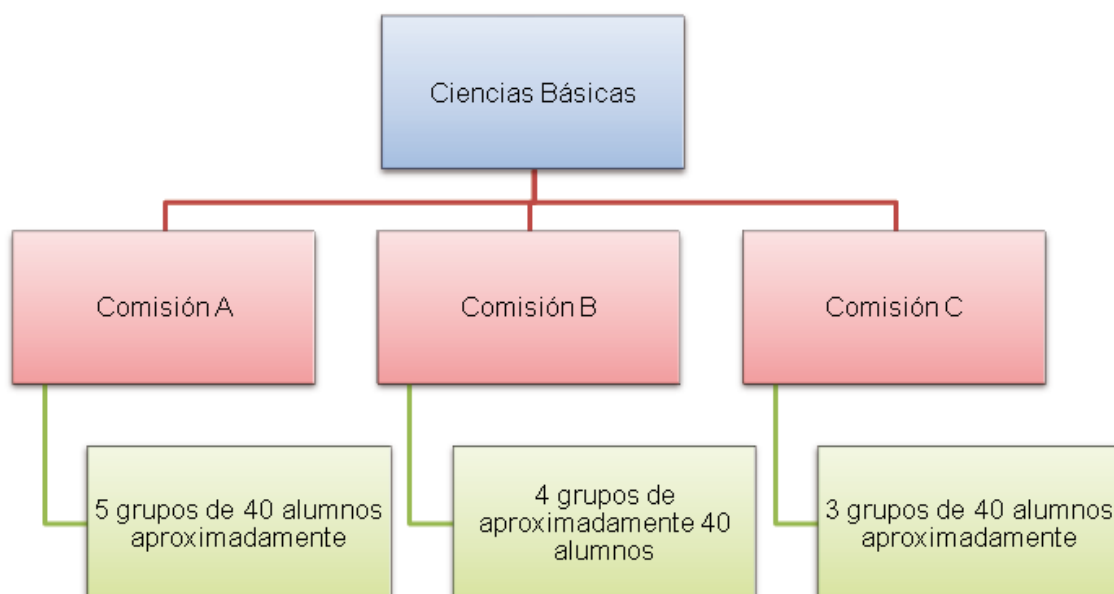 Ciencias Básicas
Comisión A
Comisión B
Comisión C
5 grupos de 40 alumnos
aproximadamente
4 grupos de
aproximadamente 40
alumnos
3 grupos de 40 alumnos
aproximadamente